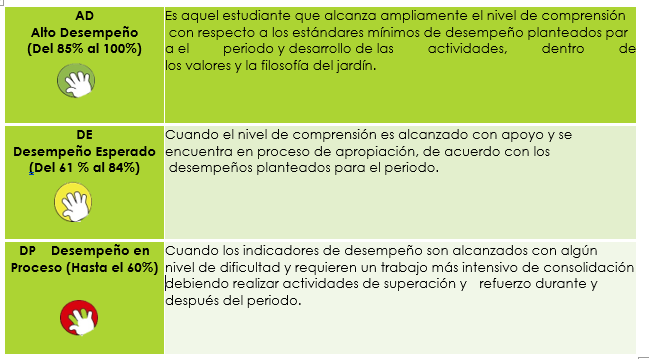 AD
Alto Desempeño
(Del 85% al 100%)
Es aquel estudiante que alcanza ampliamente el nivel de comprensión
con respecto a los estándares mínimos de desempeño planteados par
a el periodo y desarrollo de las actividades, dentro de
los valores y la filosofía del jardín.
DE
Desempeño Esperado
(Del 61 % al 84%)
Cuando el nivel de comprensión es alcanzado con apoyo y se
encuentra en proceso de apropiación, de acuerdo con los
desempeños planteados para el periodo.
DP Desempeño en
Proceso (Hasta el 60%)
Cuando los indicadores de desempeño son alcanzados con algún
nivel de dificultad y requieren un trabajo más intensivo de consolidación
debiendo realizar actividades de superación y refuerzo durante y
después del periodo.